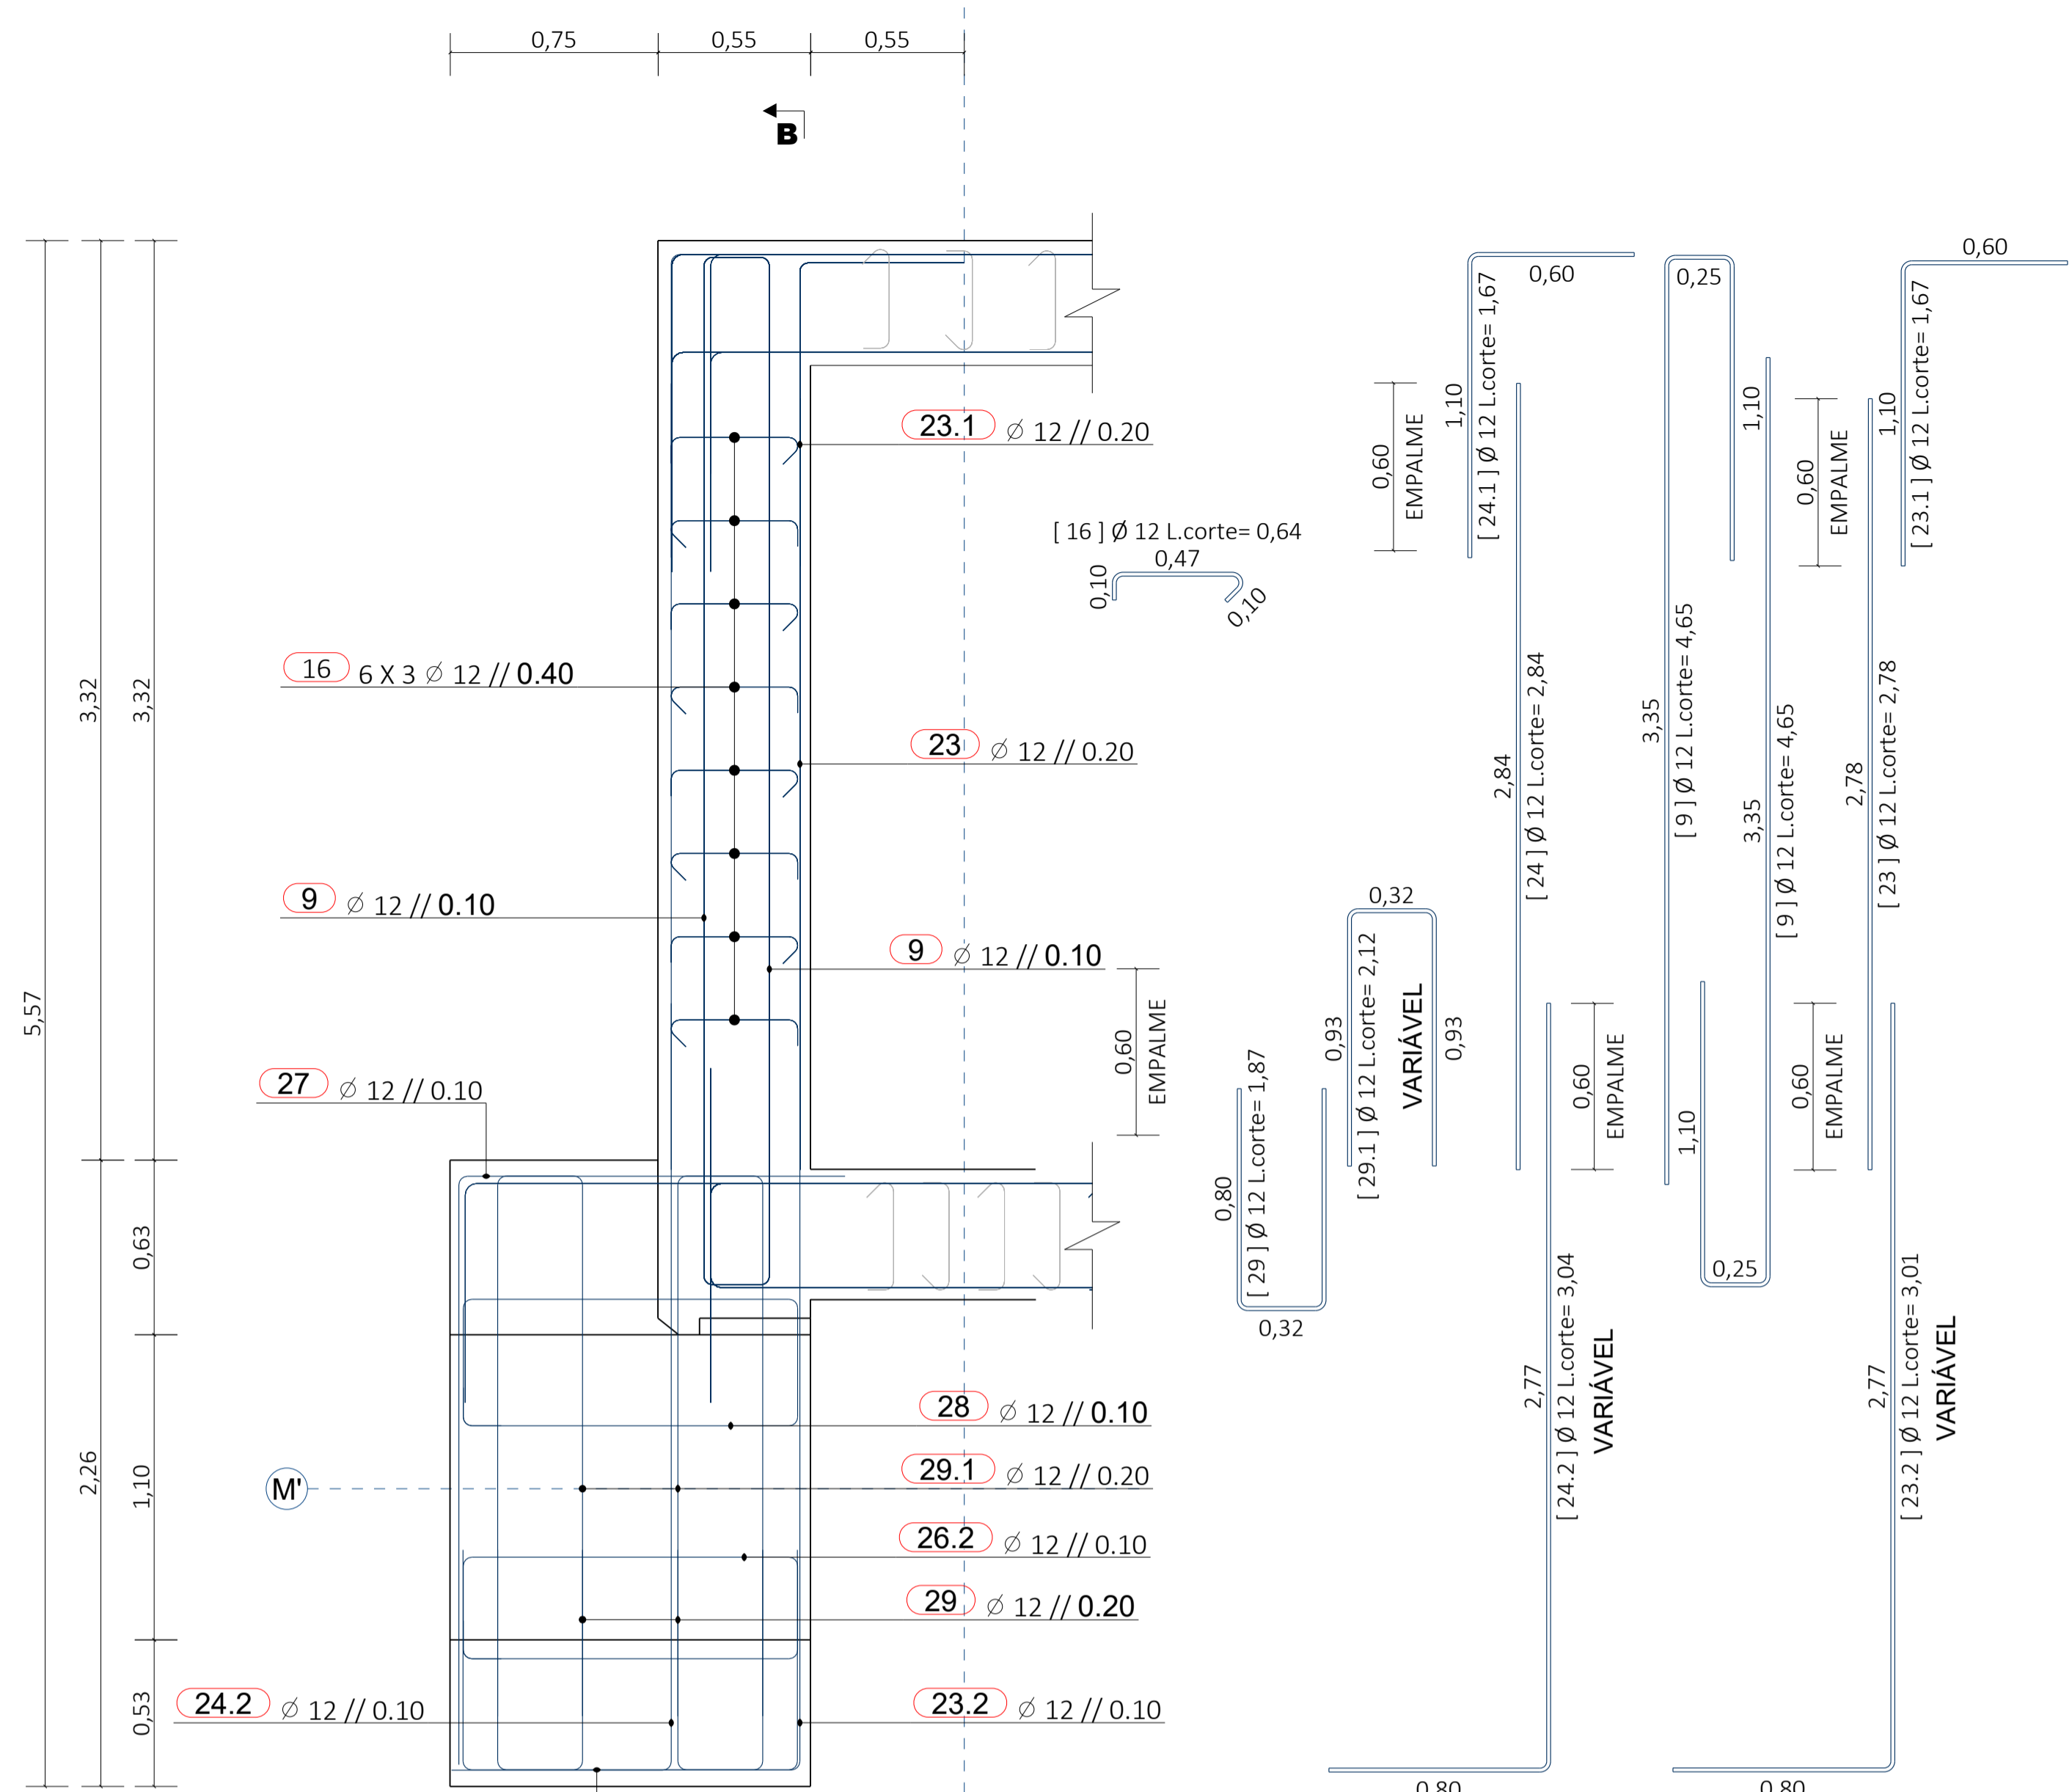 0,75
0,55
0,55
B
5,57
3,32
3,32
2,26
0,63
1,10
0,53
23.1 Ø 12 // 0.20
16 6 X 3 Ø 12 // 0.40
23 Ø 12 // 0.20
9 Ø 12 // 0.10
9 Ø 12 // 0.10
27 Ø 12 // 0.10
28 Ø 12 // 0.10
M'
29.1 Ø 12 // 0.20
26.2 Ø 12 // 0.10
29 Ø 12 // 0.20
24.2 Ø 12 // 0.10
23.2 Ø 12 // 0.10
[ 16 ] Ø 12 L.corte= 0,64
0,47
0,10
0,10
0,60
EMPALME
0,60
1,10
[ 24.1 ] Ø 12 L.corte= 1,67
0,60
EMPALME
0,25
1,10
3,35
[ 9 ] Ø 12 L.corte= 4,65
0,60
1,10
[ 23.1 ] Ø 12 L.corte= 1,67
0,60
EMPALME
2,84
[ 24 ] Ø 12 L.corte= 2,84
3,35
[ 9 ] Ø 12 L.corte= 4,65
1,10
0,25
2,78
[ 23 ] Ø 12 L.corte= 2,78
0,32
0,93
[ 29.1 ] Ø 12 L.corte= 2,12
VARIÁVEL
0,93
0,80
[ 29 ] Ø 12 L.corte= 1,87
0,32
0,60
EMPALME
0,60
EMPALME
2,77
[ 24.2 ] Ø 12 L.corte= 3,04
VARIÁVEL
0,80
2,77
[ 23.2 ] Ø 12 L.corte= 3,01
VARIÁVEL
0,80